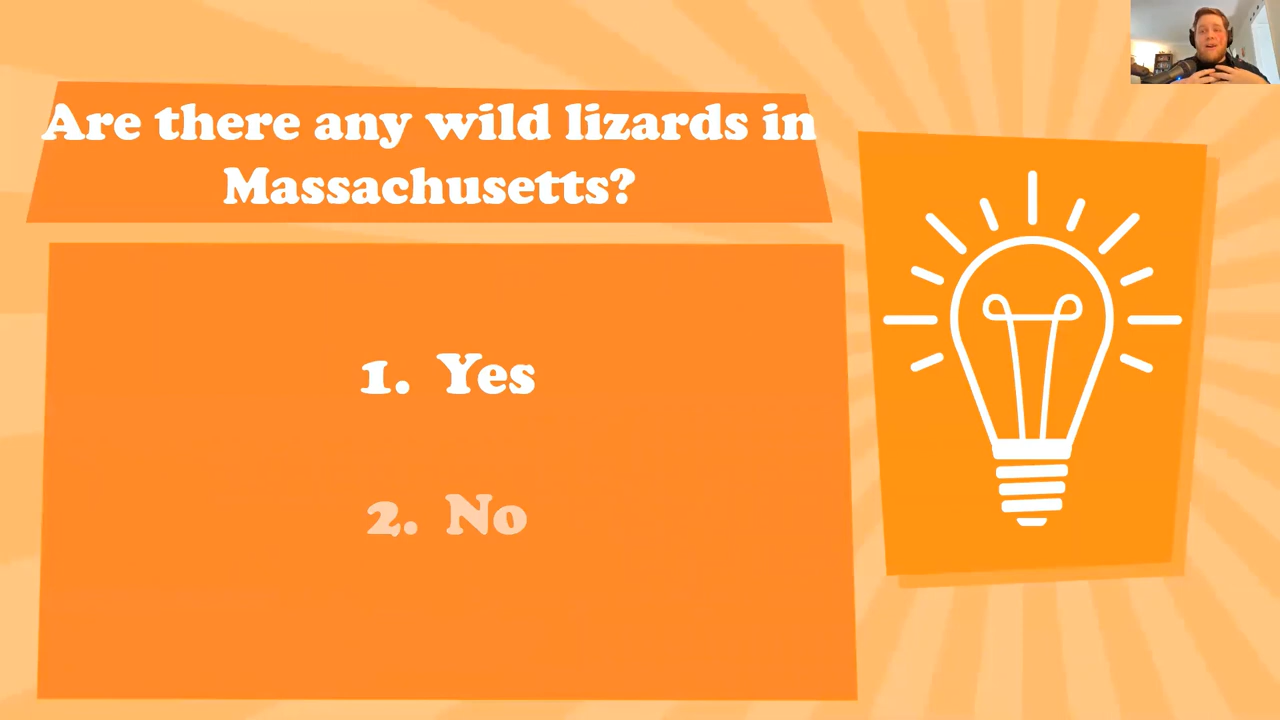 Are there any wild lizards in
Massachusetts?
1. Yes
2. No